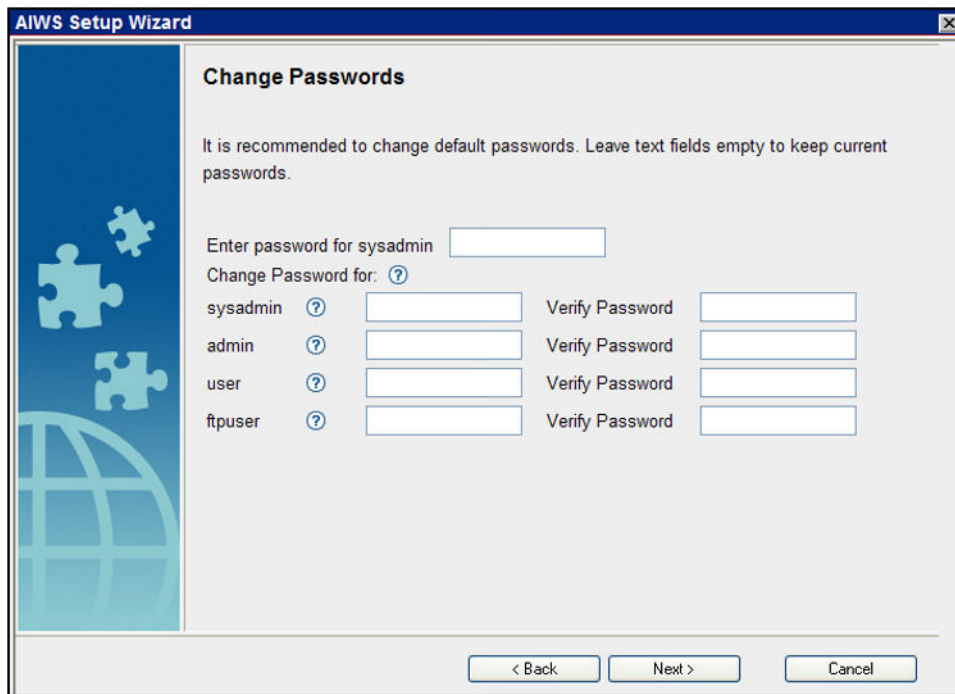 AIWS Setup Wizard
Change Passwords
It is recommended to change default passwords. Leave text fields empty to keep current
passwords.
Enter password for sysadmin
Change Password for: ?
sysadmin ? Verify Password
admin ? Verify Password
user ? Verify Password
ftpuser ? Verify Password
< Back Next > Cancel